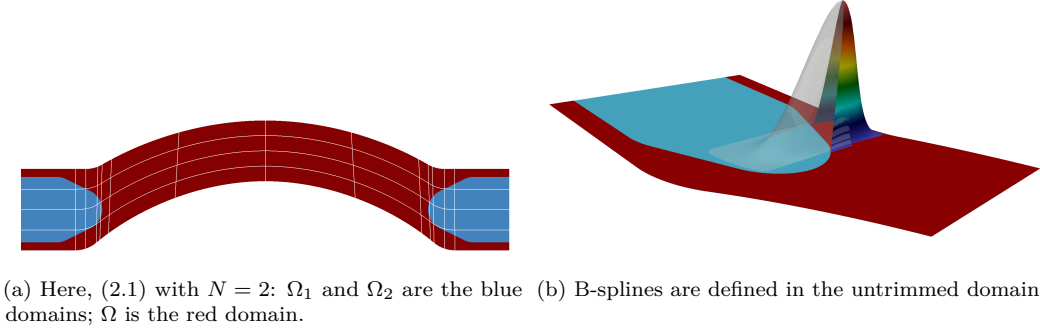 (a) Here, (2.1) with N = 2: Ω₁ and Ω₂ are the blue
domains; Ω is the red domain.
(b) B-splines are defined in the untrimmed domain